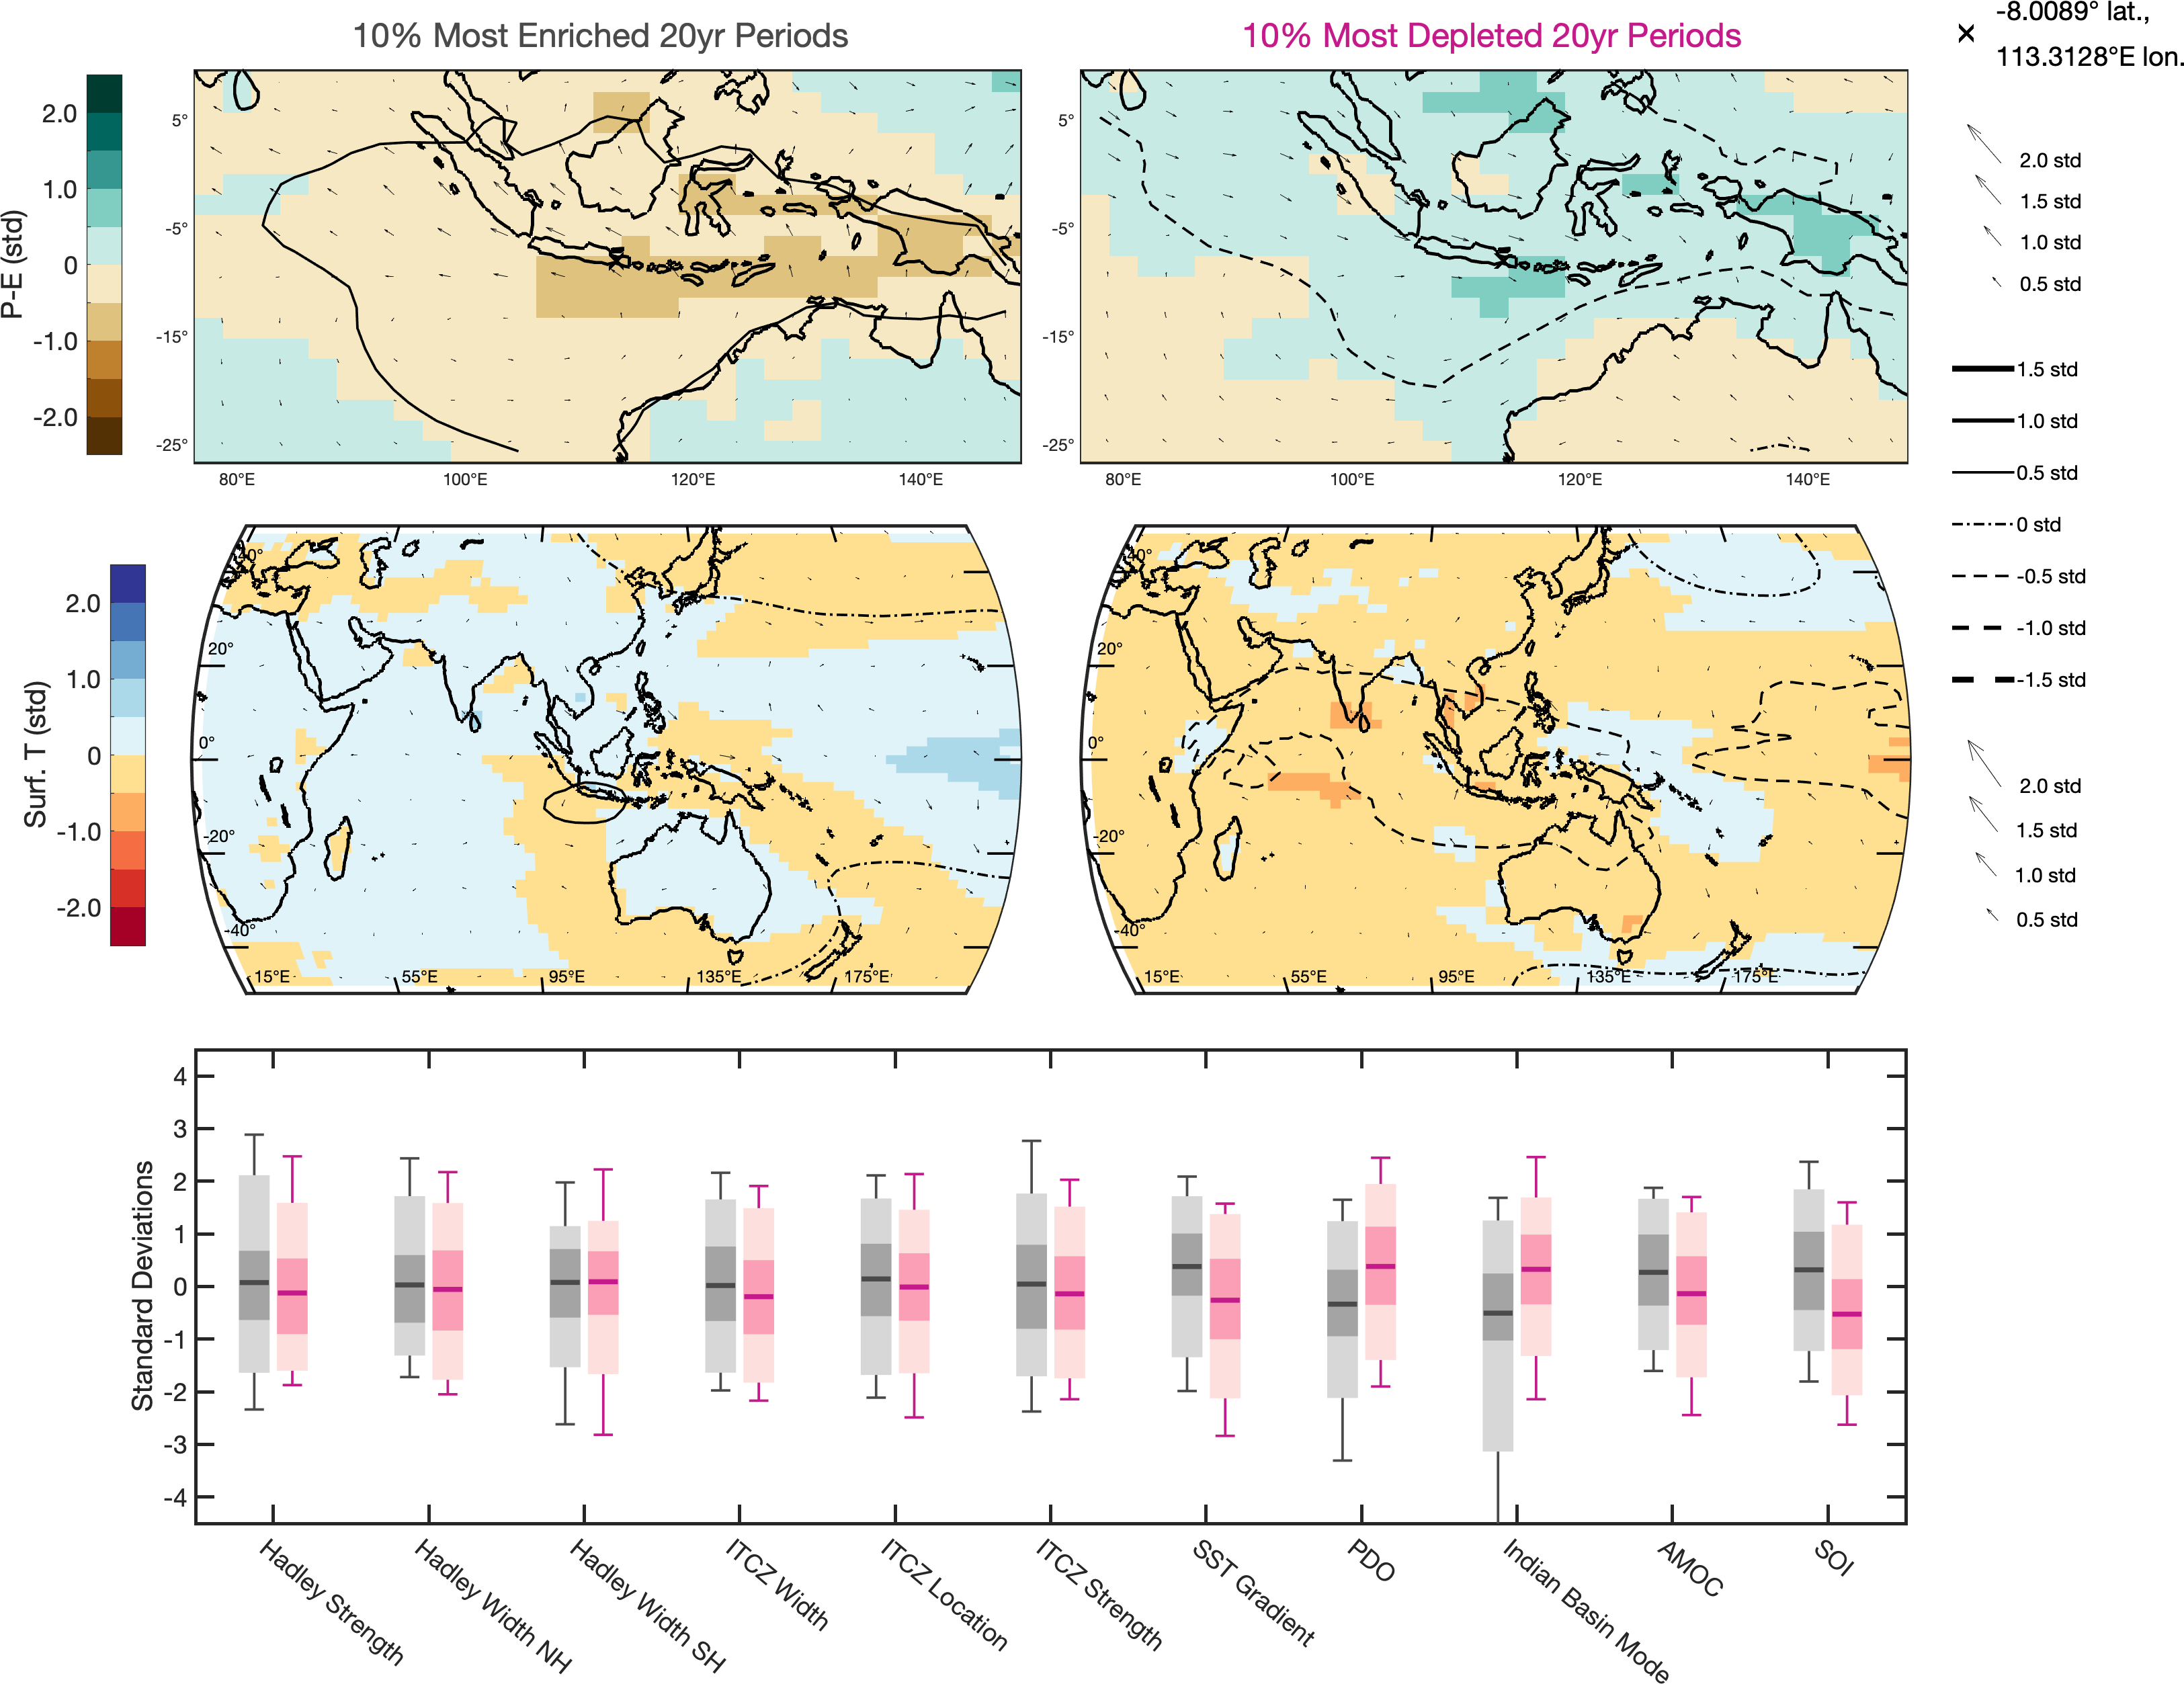 10% Most Enriched 20yr Periods
10% Most Depleted 20yr Periods
-8.0089° lat.,
113.3128°E lon.
P-E (std)
2.0
1.0
0
-1.0
-2.0
5°
-5°
-15°
-25°
80°E 100°E 120°E 140°E
5°
-5°
-15°
-25°
80°E 100°E 120°E 140°E
2.0 std
1.5 std
1.0 std
0.5 std
1.5 std
1.0 std
0.5 std
0 std
-0.5 std
-1.0 std
-1.5 std
2.0 std
1.5 std
1.0 std
0.5 std
Surf. T (std)
2.0
1.0
0
-1.0
-2.0
40°
20°
0°
-20°
-40°
15°E 55°E 95°E 135°E 175°E
40°
20°
0°
-20°
-40°
15°E 55°E 95°E 135°E 175°E
Standard Deviations
4
3
2
1
0
-1
-2
-3
-4
Hadley Strength
Hadley Width NH
Hadley Width SH
ITCZ Width
ITCZ Location
ITCZ Strength
SST Gradient
PDO
Indian Basin Mode
AMOC
SOI